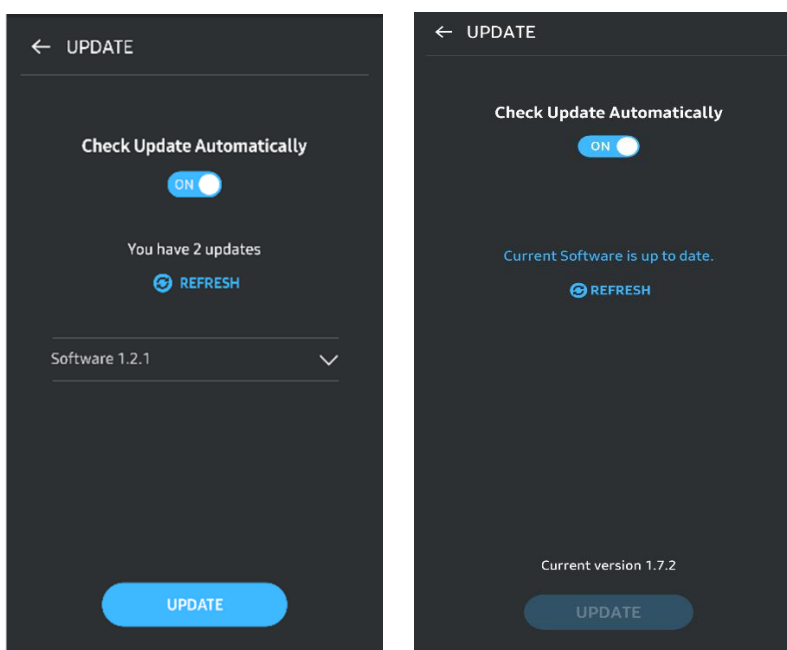 UPDATE
Check Update Automatically
ON
You have 2 updates
REFRESH
Software 1.2.1
UPDATE
UPDATE
Check Update Automatically
ON
Current Software is up to date.
REFRESH
Current version 1.7.2
UPDATE